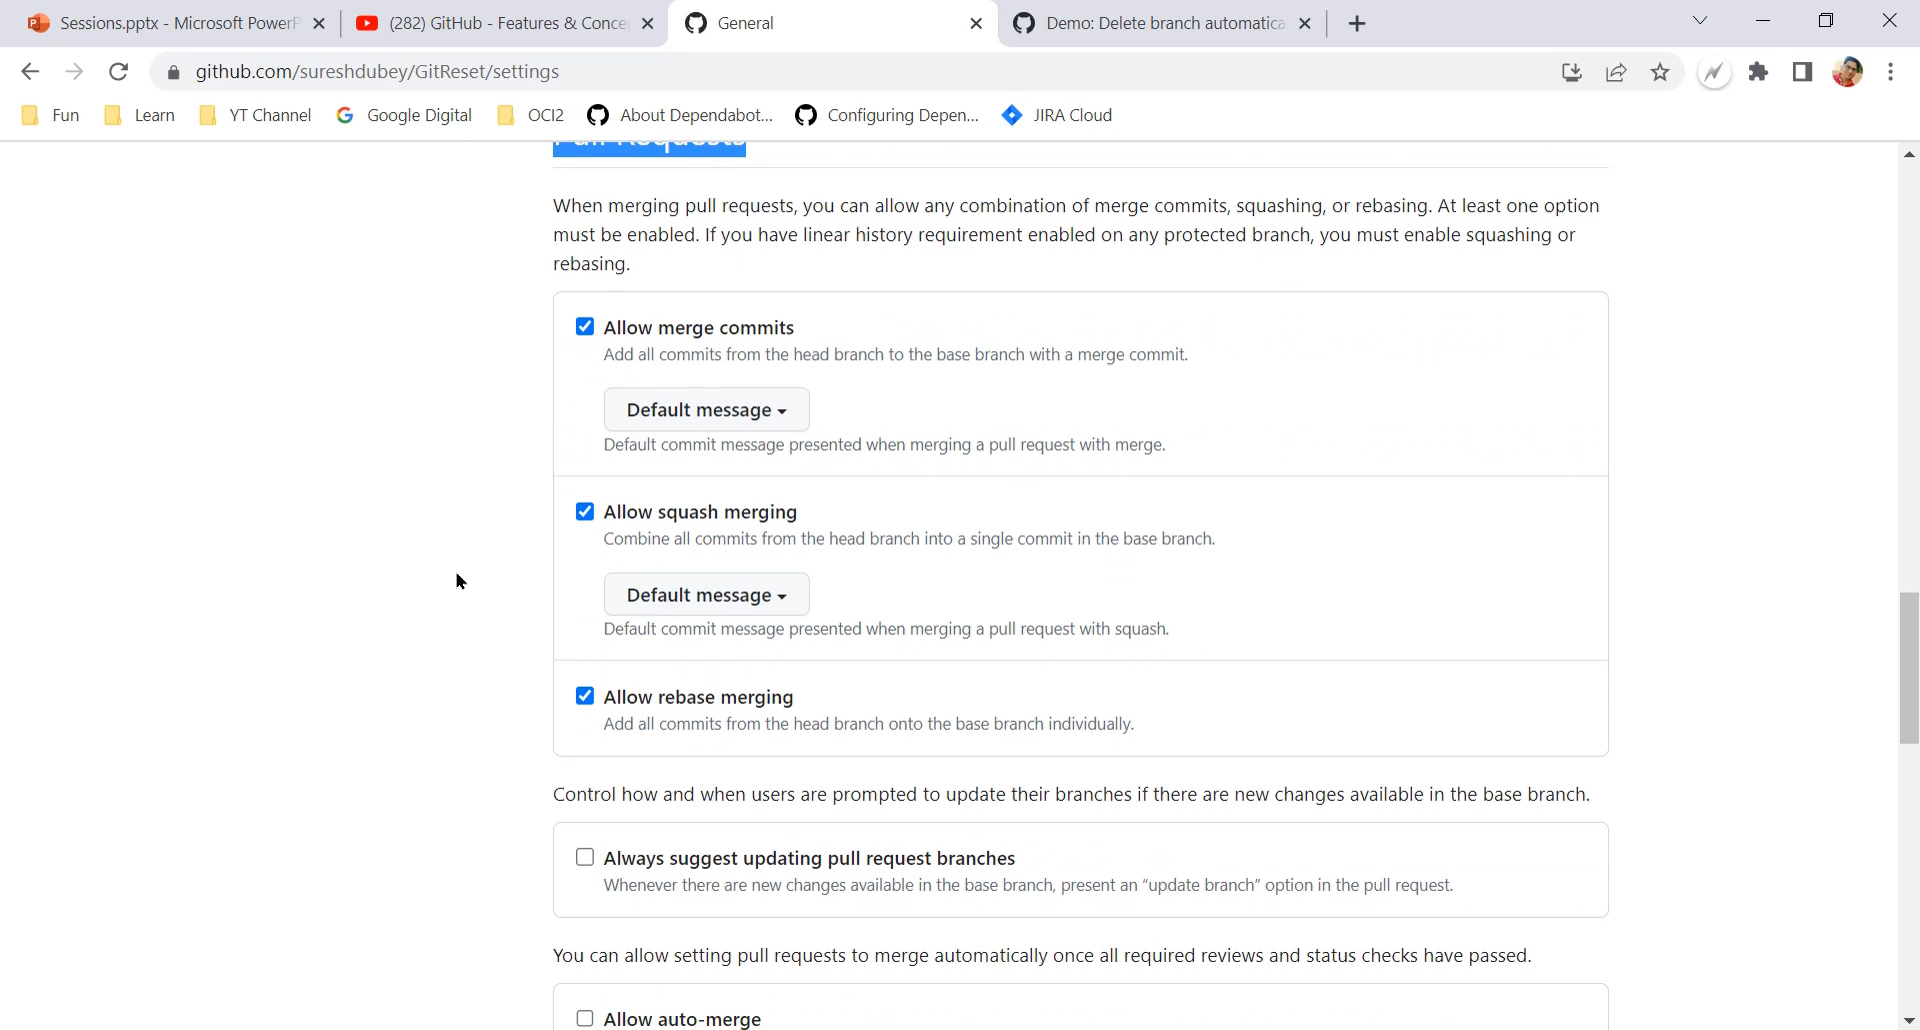 Sessions.pptx - Microsoft PowerP
(282) GitHub - Features & Conce
General
Demo: Delete branch automatica
github.com/sureshdubey/GitReset/settings
Fun
Learn
YT Channel
Google Digital
OCI2
About Dependabot...
Configuring Depen...
JIRA Cloud
Pull Requests
When merging pull requests, you can allow any combination of merge commits, squashing, or rebasing. At least one option
must be enabled. If you have linear history requirement enabled on any protected branch, you must enable squashing or
rebasing.
Allow merge commits
Add all commits from the head branch to the base branch with a merge commit.
Default message
Default commit message presented when merging a pull request with merge.
Allow squash merging
Combine all commits from the head branch into a single commit in the base branch.
Default message
Default commit message presented when merging a pull request with squash.
Allow rebase merging
Add all commits from the head branch onto the base branch individually.
Control how and when users are prompted to update their branches if there are new changes available in the base branch.
Always suggest updating pull request branches
Whenever there are new changes available in the base branch, present an “update branch” option in the pull request.
You can allow setting pull requests to merge automatically once all required reviews and status checks have passed.
Allow auto-merge